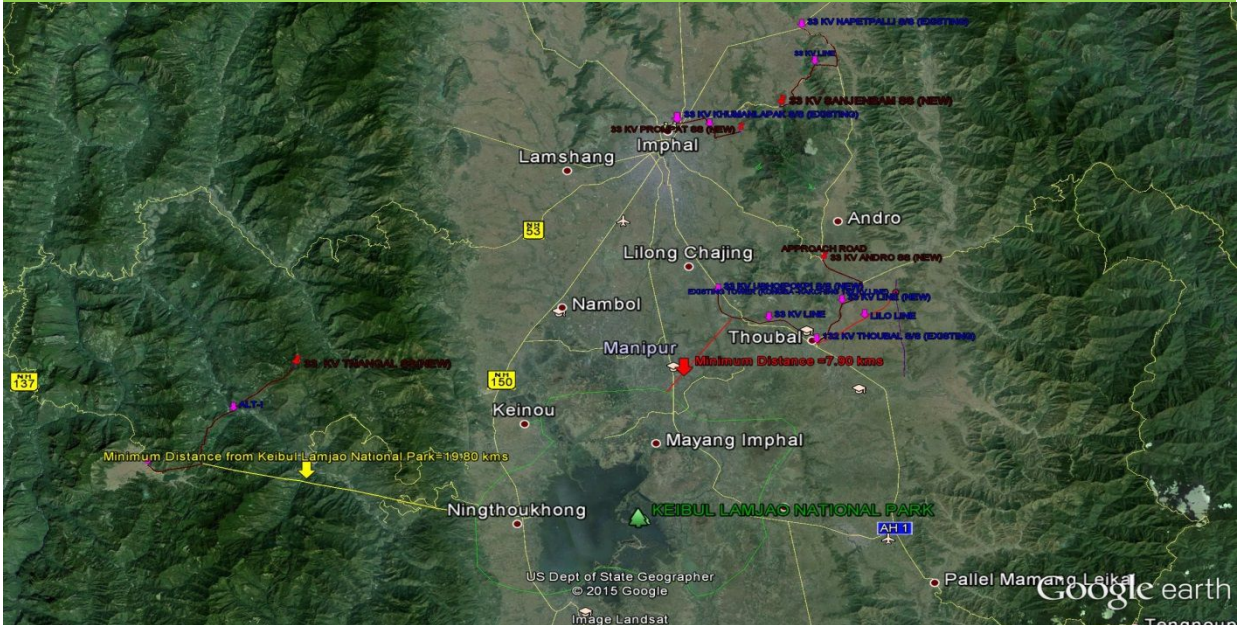 33 KV NAPETPALLI S/S (EXISTING)
33 KV LINE
33 KV SANJENBAM SS (NEW)
33 KV KHUMANLAPAK S/S (EXISTING)
33 KV PROMPAT SS (NEW)
Imphal
Lamshang
Andro
NH
53
APPROACH ROAD
33 KV ANDRO SS (NEW)
Lilong Chajing
33 KV LINE (NEW)
Nambol
33 KV LINE
LILO LINE
Thoubal
132 KV THOUBAL S/S (EXISTING)
Manipur
Minimum Distance =7.90 kms
NH
137
NH
150
ALT-I
Keinou
Mayang Imphal
Minimum Distance from Keibul Lamjao National Park=19.80 kms
Ningthoukhong
KEIBUL LAMJAO NATIONAL PARK
AH 1
US Dept of State Geographer
© 2015 Google
Image Landsat
Pallel Mamang Leikai
Google earth